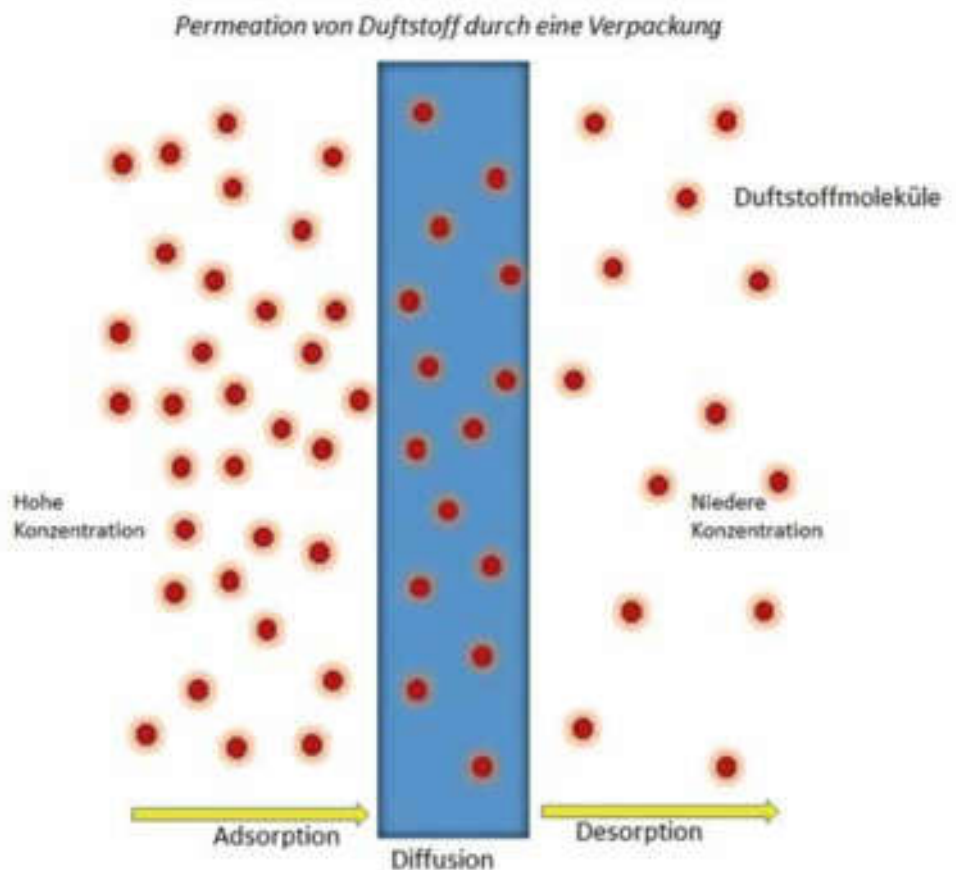 Permeation von Duftstoff durch eine Verpackung
Duftstoffmoleküle
Hohe
Konzentration
Niedere
Konzentration
Adsorption
Diffusion
Desorption